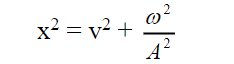 x² = v² + ω²/A²